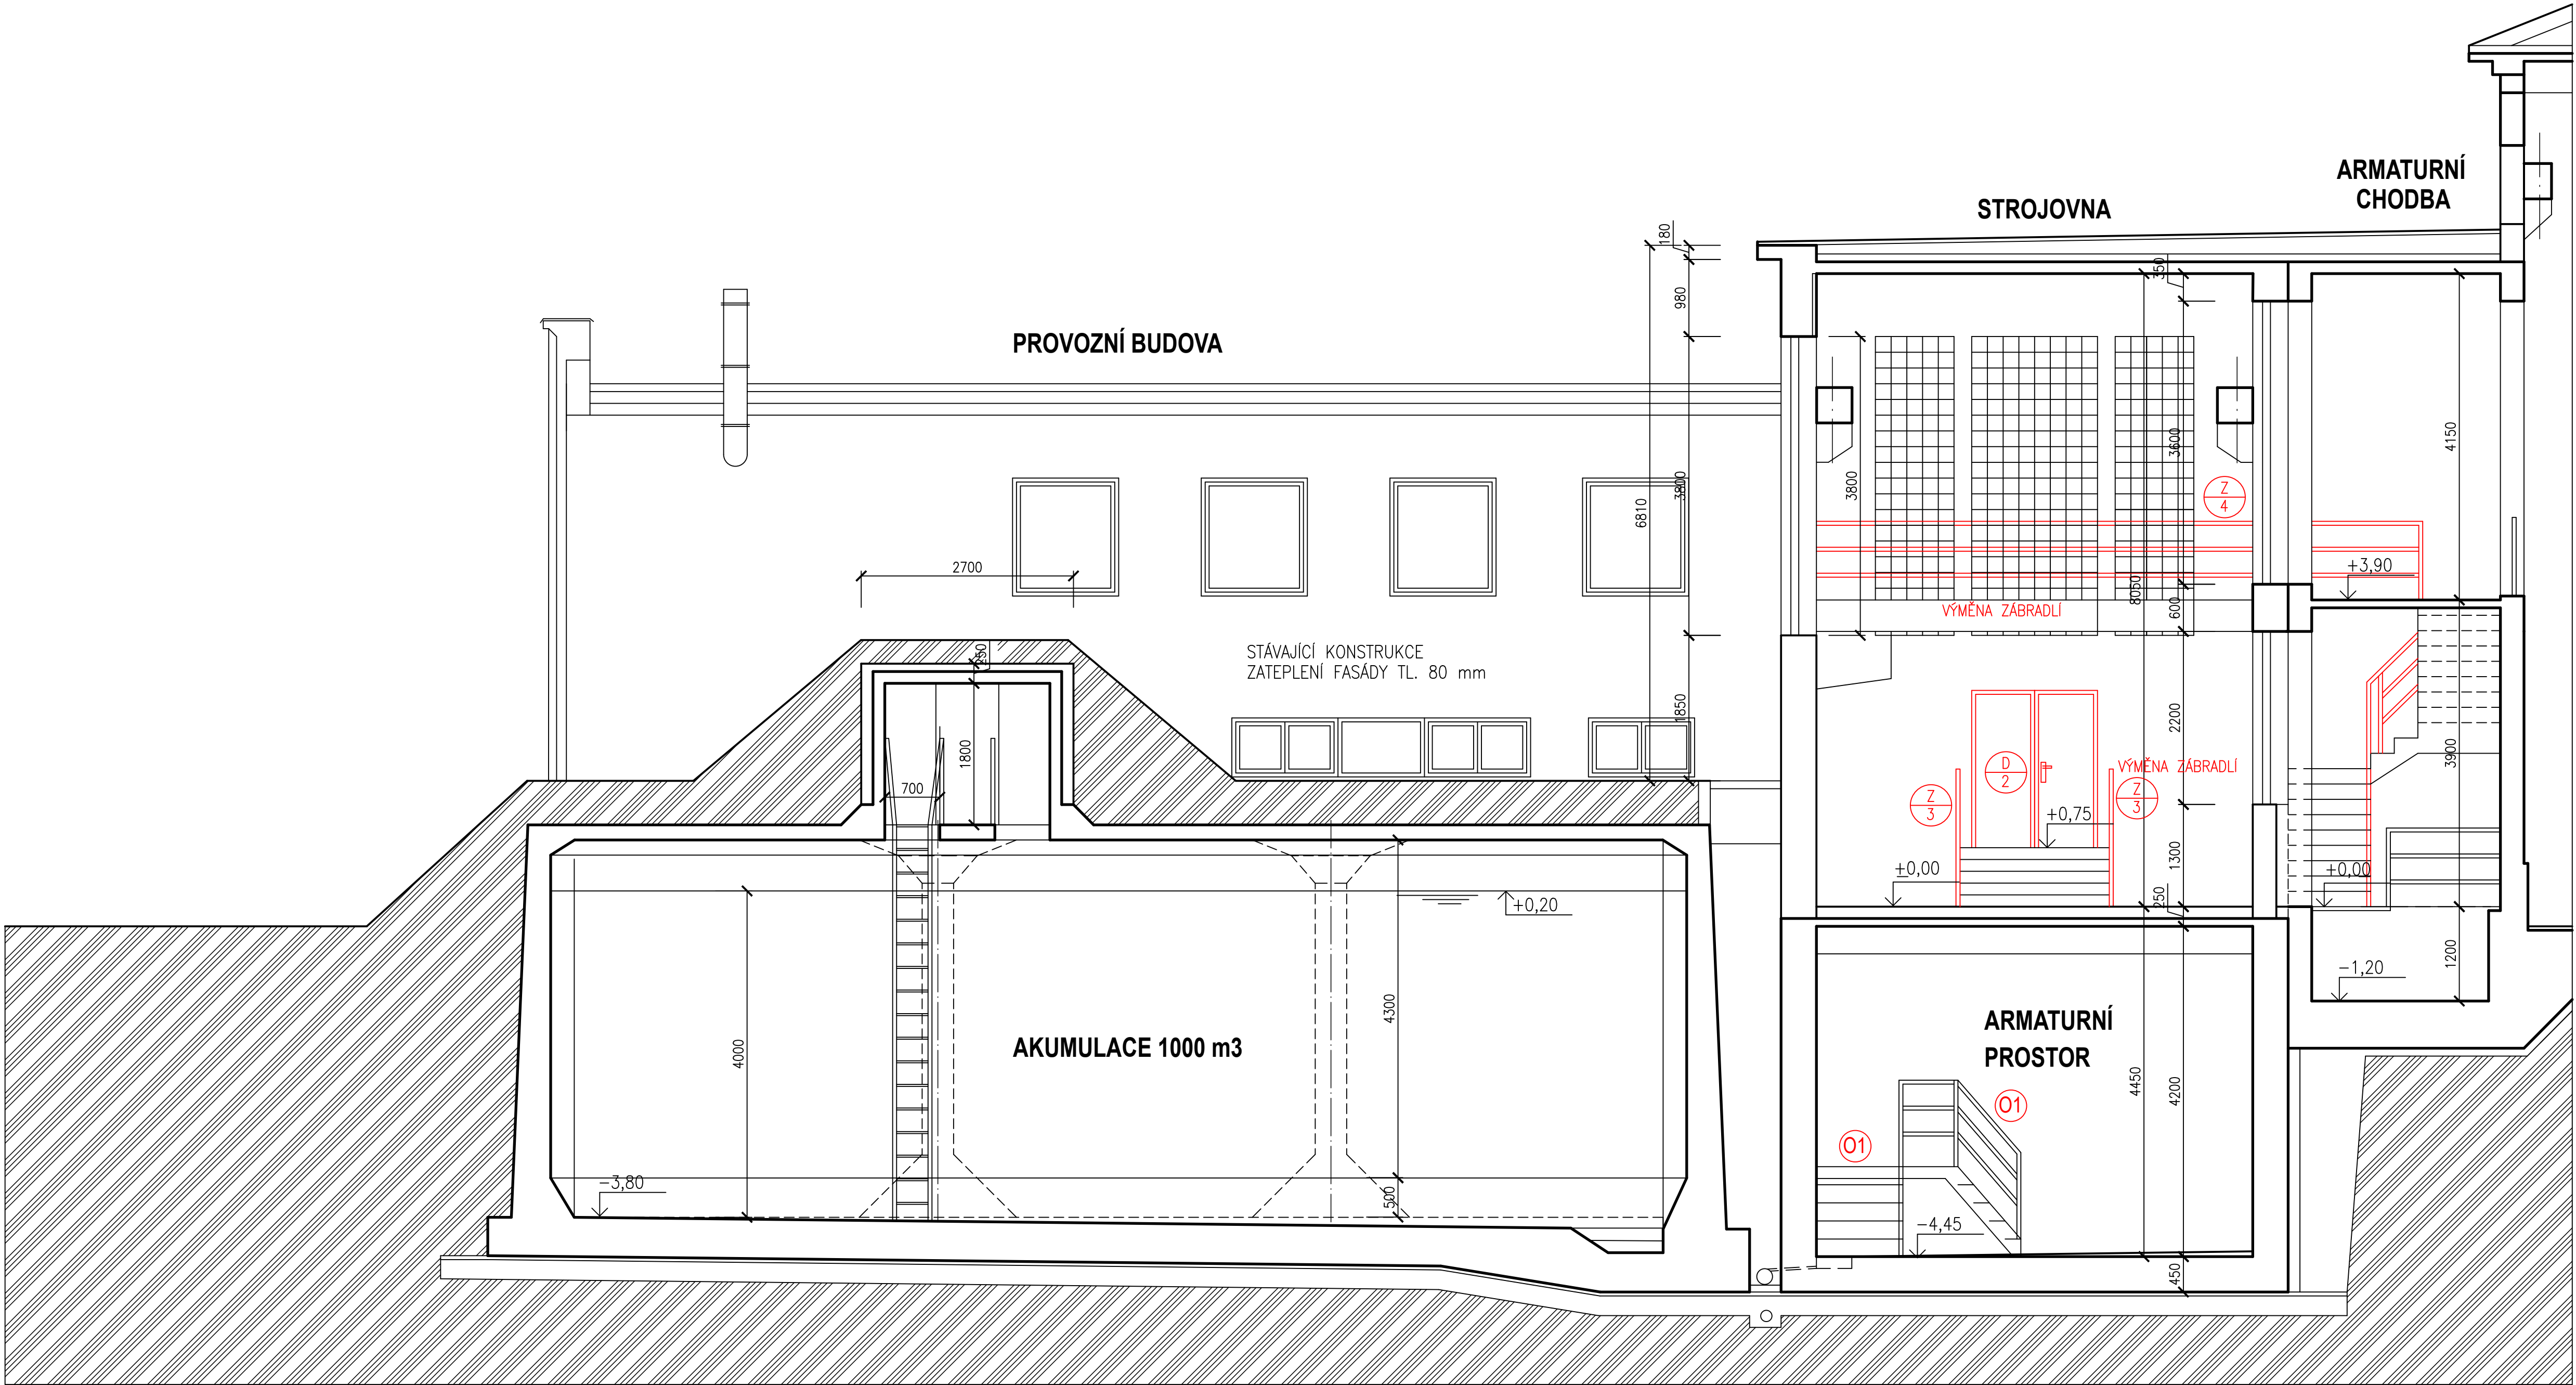 ARMATURNÍ
CHODBA
STROJOVNA
180
350
980
PROVOZNÍ BUDOVA
4150
3600
3800
3800
6810
Z
4
2700
+3,90
8050
600
VÝMĚNA ZÁBRADLÍ
STÁVAJÍCÍ KONSTRUKCE
ZATEPLENÍ FASÁDY TL. 80 mm
250
1850
2200
1800
3900
D
2
VÝMĚNA ZÁBRADLÍ
700
Z
3
Z
3
+0,75
1300
±0,00
±0,00
250
+0,20
1200
−1,20
4300
ARMATURNÍ
PROSTOR
AKUMULACE 1000 m3
4000
4450
4200
O1
O1
−3,80
500
−4,45
450